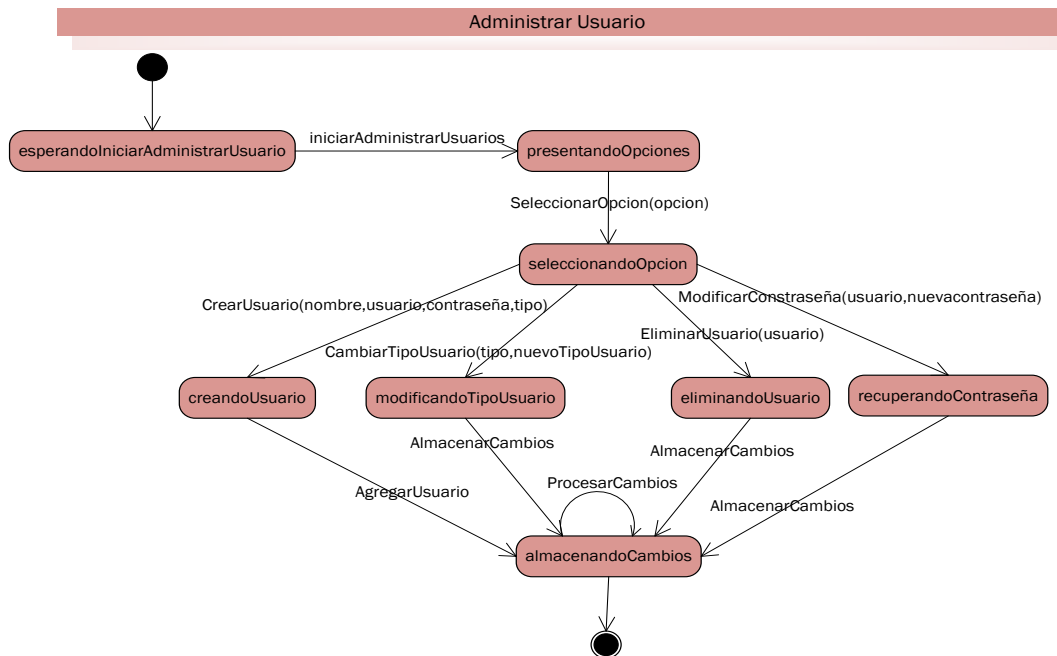 Administrar Usuario
iniciarAdministrarUsuarios
esperandoIniciarAdministrarUsuario
presentandoOpciones
SeleccionarOpcion(opcion)
seleccionandoOpcion
CrearUsuario(nombre,usuario,contraseña,tipo)
ModificarConstraseña(usuario,nuevacontraseña)
EliminarUsuario(usuario)
CambiarTipoUsuario(tipo,nuevoTipoUsuario)
creandoUsuario
modificandoTipoUsuario
eliminandoUsuario
recuperandoContraseña
AlmacenarCambios
AlmacenarCambios
ProcesarCambios
AgregarUsuario
AlmacenarCambios
almacenandoCambios